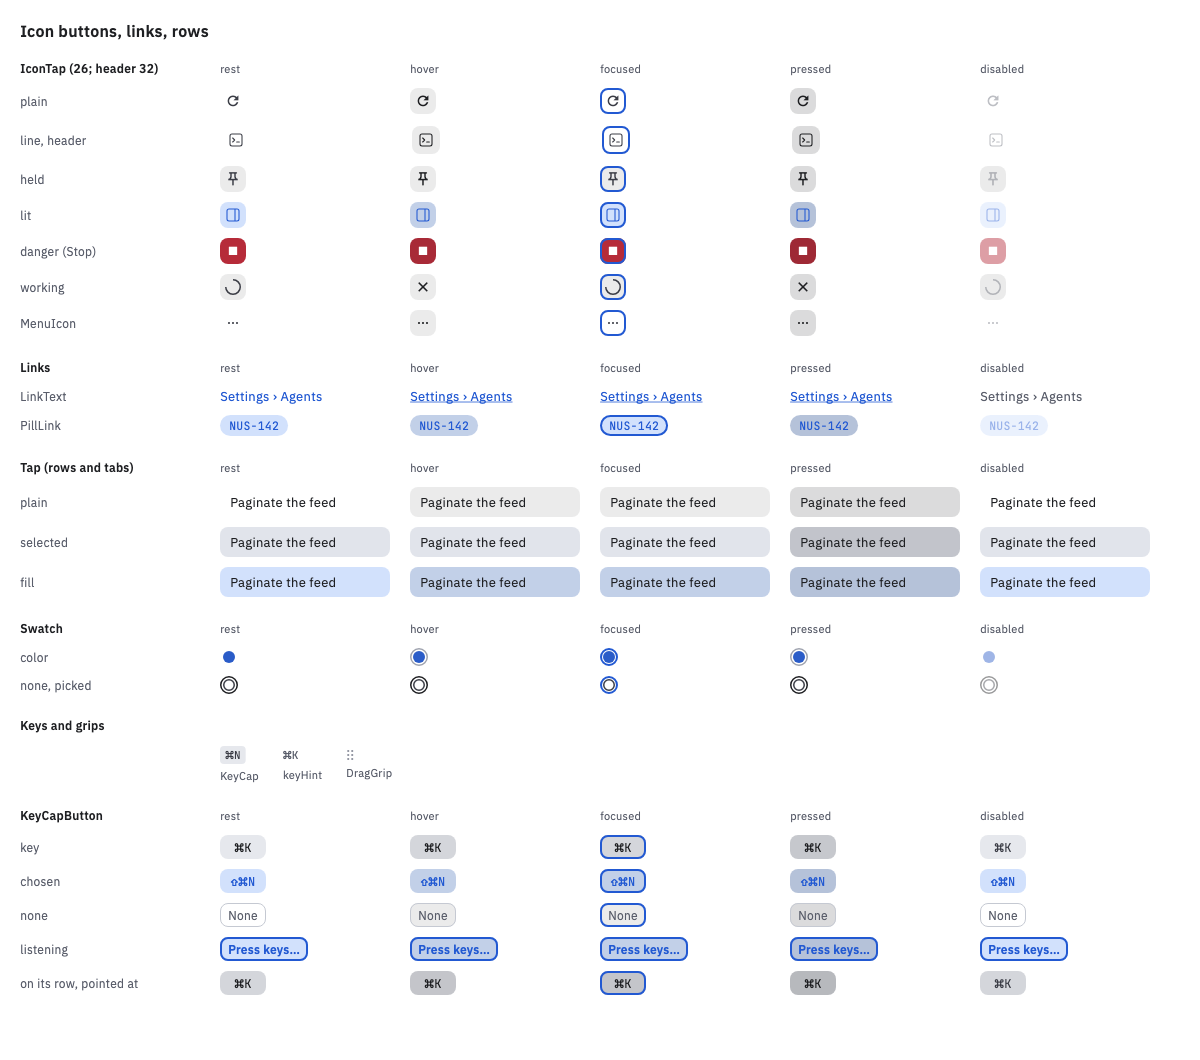 Icon buttons, links, rows
IconTap (26; header 32) rest hover focused pressed disabled
plain
line, header
held
lit
danger (Stop)
working
MenuIcon
Links rest hover focused pressed disabled
LinkText Settings › Agents Settings › Agents Settings › Agents Settings › Agents Settings › Agents
PillLink NUS-142 NUS-142 NUS-142 NUS-142 NUS-142
Tap (rows and tabs) rest hover focused pressed disabled
plain Paginate the feed Paginate the feed Paginate the feed Paginate the feed Paginate the feed
selected Paginate the feed Paginate the feed Paginate the feed Paginate the feed Paginate the feed
fill Paginate the feed Paginate the feed Paginate the feed Paginate the feed Paginate the feed
Swatch rest hover focused pressed disabled
color
none, picked
Keys and grips
⌘N ⌘K
KeyCap keyHint DragGrip
KeyCapButton rest hover focused pressed disabled
key ⌘K ⌘K ⌘K ⌘K ⌘K
chosen ⇧⌘N ⇧⌘N ⇧⌘N ⇧⌘N ⇧⌘N
none None None None None None
listening Press keys… Press keys… Press keys… Press keys… Press keys…
on its row, pointed at ⌘K ⌘K ⌘K ⌘K ⌘K